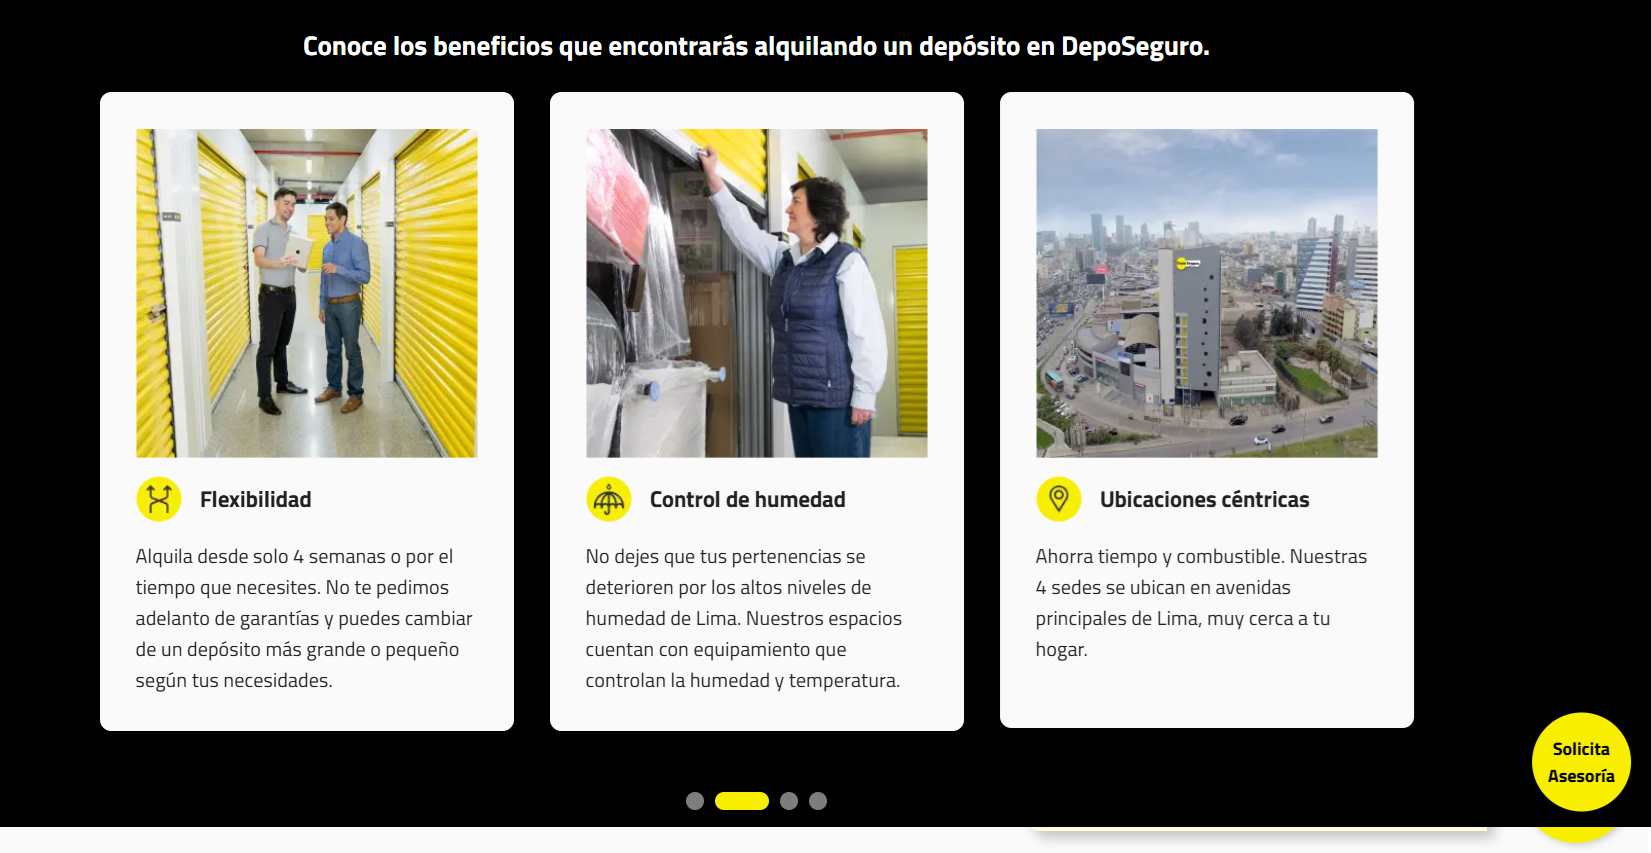 Conoce los beneficios que encontrarás alquilando un depósito en DepoSeguro.
Flexibilidad
Alquila desde solo 4 semanas o por el
tiempo que necesites. No te pedimos
adelanto de garantías y puedes cambiar
de un depósito más grande o pequeño
según tus necesidades.
Control de humedad
No dejes que tus pertenencias se
deterioren por los altos niveles de
humedad de Lima. Nuestros espacios
cuentan con equipamiento que
controlan la humedad y temperatura.
Ubicaciones céntricas
Ahorra tiempo y combustible. Nuestras
4 sedes se ubican en avenidas
principales de Lima, muy cerca a tu
hogar.
Solicita
Asesoría